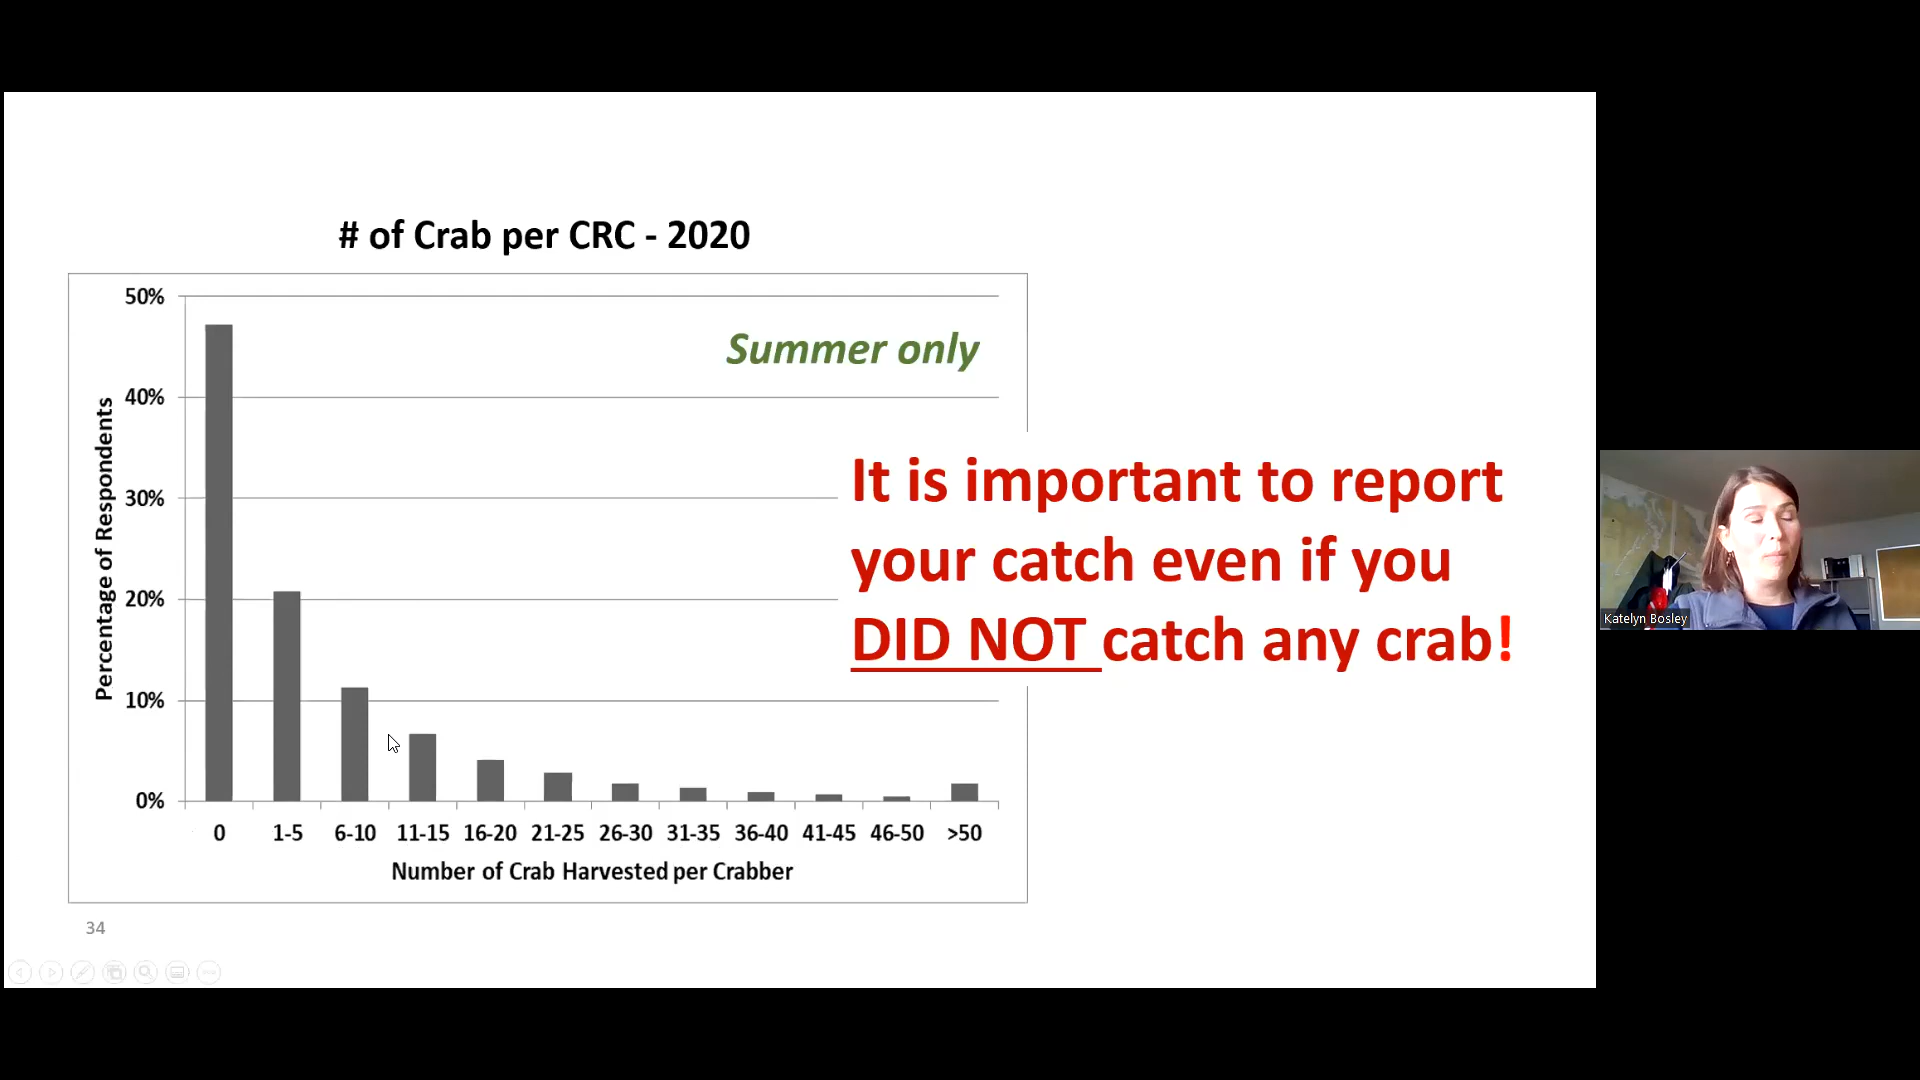 # of Crab per CRC - 2020
Summer only
Percentage of Respondents
50%
40%
30%
20%
10%
0%
0 1-5 6-10 11-15 16-20 21-25 26-30 31-35 36-40 41-45 46-50 >50
Number of Crab Harvested per Crabber
It is important to report
your catch even if you
DID NOT catch any crab!
34
Katelyn Bosley